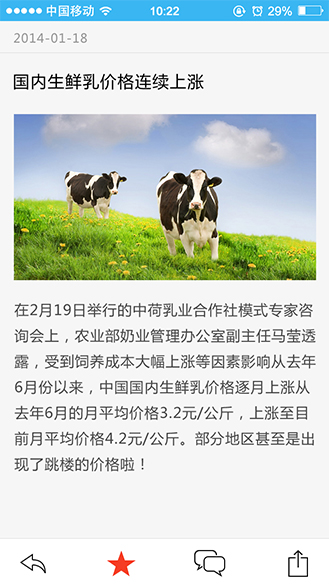 中国移动 10:22 29%
2014-01-18
国内生鲜乳价格连续上涨
在2月19日举行的中荷乳业合作社模式专家咨
询会上，农业部奶业管理办公室副主任马莹透
露，受到饲养成本大幅上涨等因素影响从去年
6月份以来，中国国内生鲜乳价格逐月上涨从
去年6月的月平均价格3.2元/公斤，上涨至目
前月平均价格4.2元/公斤。部分地区甚至是出
现了跳楼的价格啦！